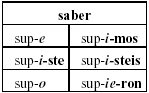 saber
sup-e sup-i-mos
sup-i-ste sup-i-steis
sup-o sup-ie-ron